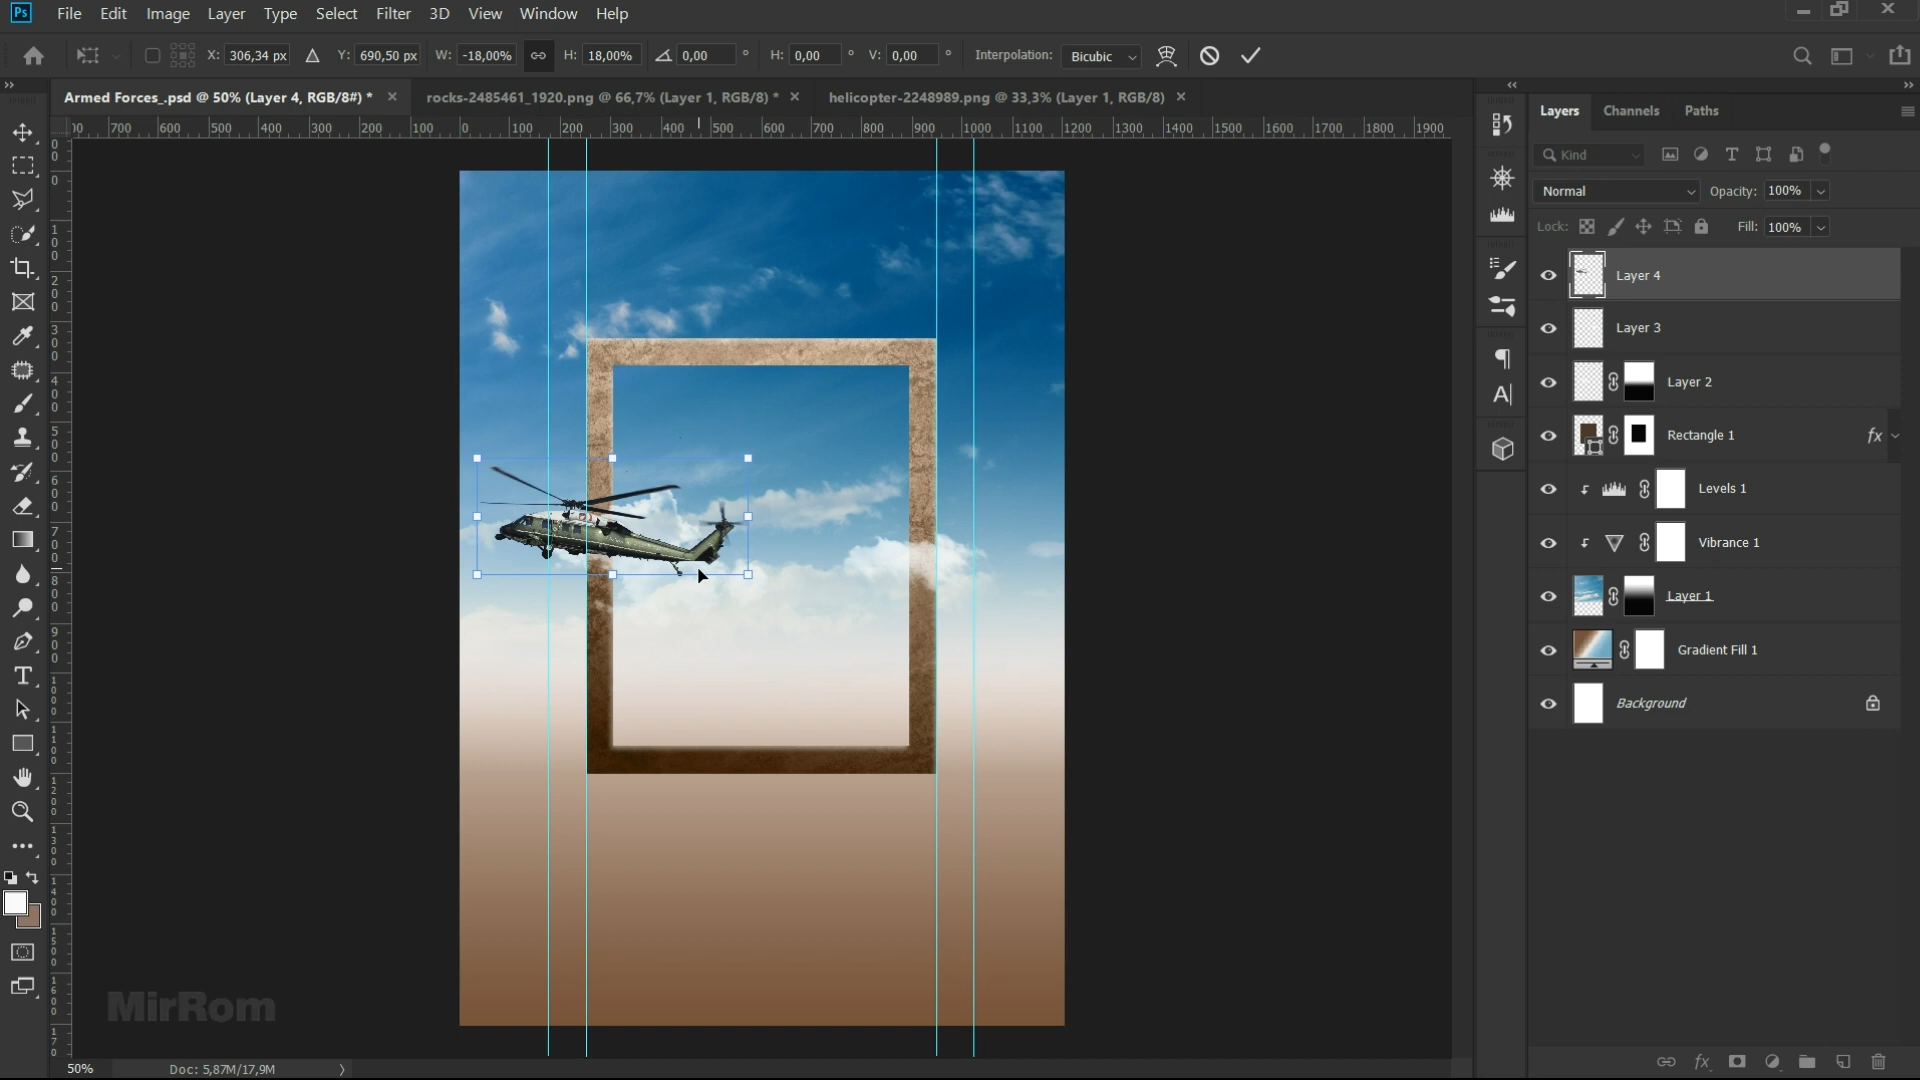 Ps File Edit Image Layer Type Select Filter 3D View Window Help
X: 306,34 px Y: 690,50 px W: -18,00% H: 18,00% 0,00 ° H: 0,00 ° V: 0,00 ° Interpolation: Bicubic
Armed Forces_.psd @ 50% (Layer 4, RGB/8#) * × rocks-2485461_1920.png @ 66,7% (Layer 1, RGB/8) * × helicopter-2248989.png @ 33,3% (Layer 1, RGB/8) ×
700 600 500 400 300 200 100 0 100 200 300 400 500 600 700 800 900 1000 1100 1200 1300 1400 1500 1600 1700 1800 1900
Layers Channels Paths
Kind
Normal Opacity: 100%
Lock: Fill: 100%
Layer 4
Layer 3
Layer 2
Rectangle 1 fx
Levels 1
Vibrance 1
Layer 1
Gradient Fill 1
Background
MirRom
50% Doc: 5,87M/17,9M
fx